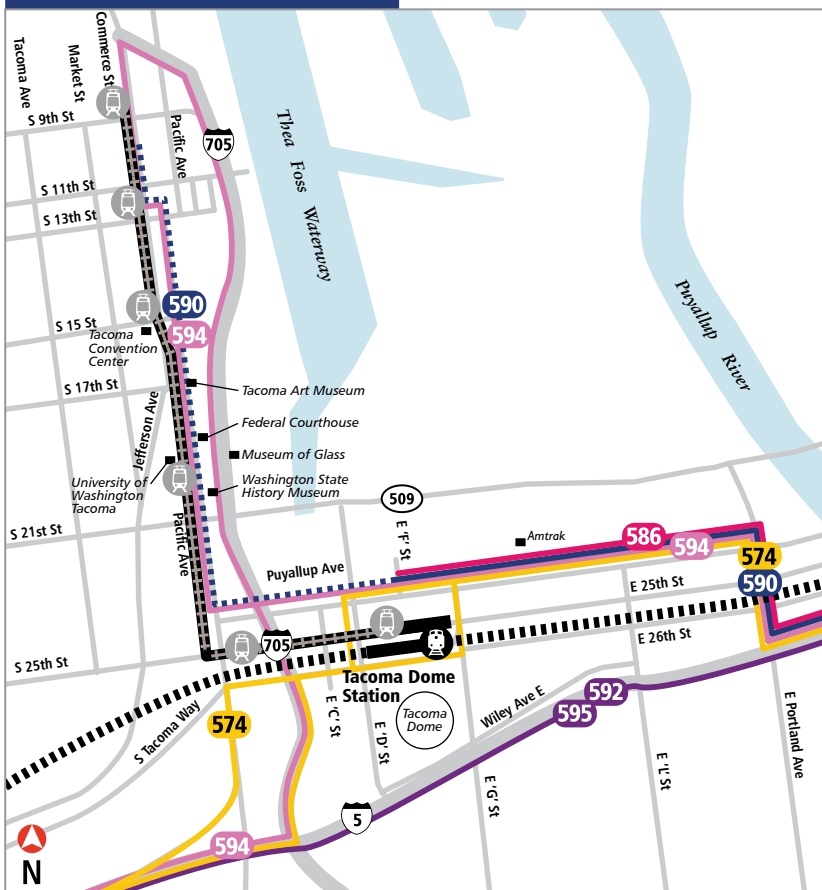 Tacoma Ave
Market St
Commerce St
S 9th St
Pacific Ave
705
Thea Foss Waterway
S 11th St
S 13th St
Puyallup River
590
594
S 15 St
Tacoma
Convention
Center
S 17th St
Tacoma Art Museum
Jefferson Ave
Federal Courthouse
Museum of Glass
University of
Washington
Tacoma
Washington State
History Museum
509
S 21st St
Pacific Ave
E 'F' St
Amtrak
586
594
574
590
Puyallup Ave
E 25th St
E 26th St
705
S 25th St
Tacoma Dome
Station
Tacoma
Dome
Wiley Ave E
592
595
574
S Tacoma Way
E 'C' St
E 'D' St
E 'G' St
E 'L' St
E Portland Ave
5
594
N